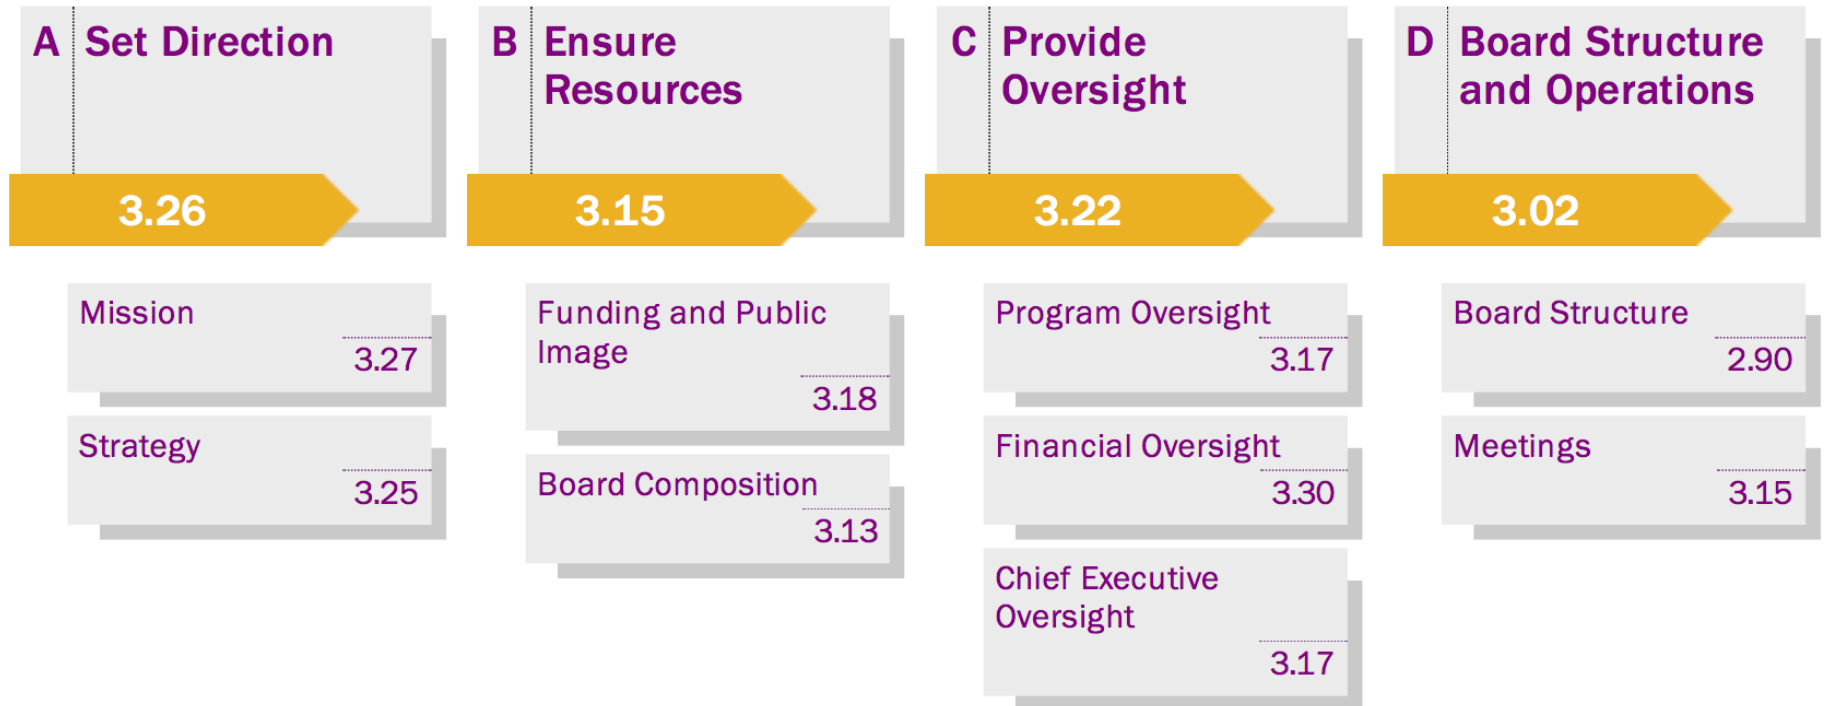 A Set Direction
3.26
Mission
3.27
Strategy
3.25
B Ensure
Resources
3.15
Funding and Public
Image
3.18
Board Composition
3.13
C Provide
Oversight
3.22
Program Oversight
3.17
Financial Oversight
3.30
Chief Executive
Oversight
3.17
D Board Structure
and Operations
3.02
Board Structure
2.90
Meetings
3.15